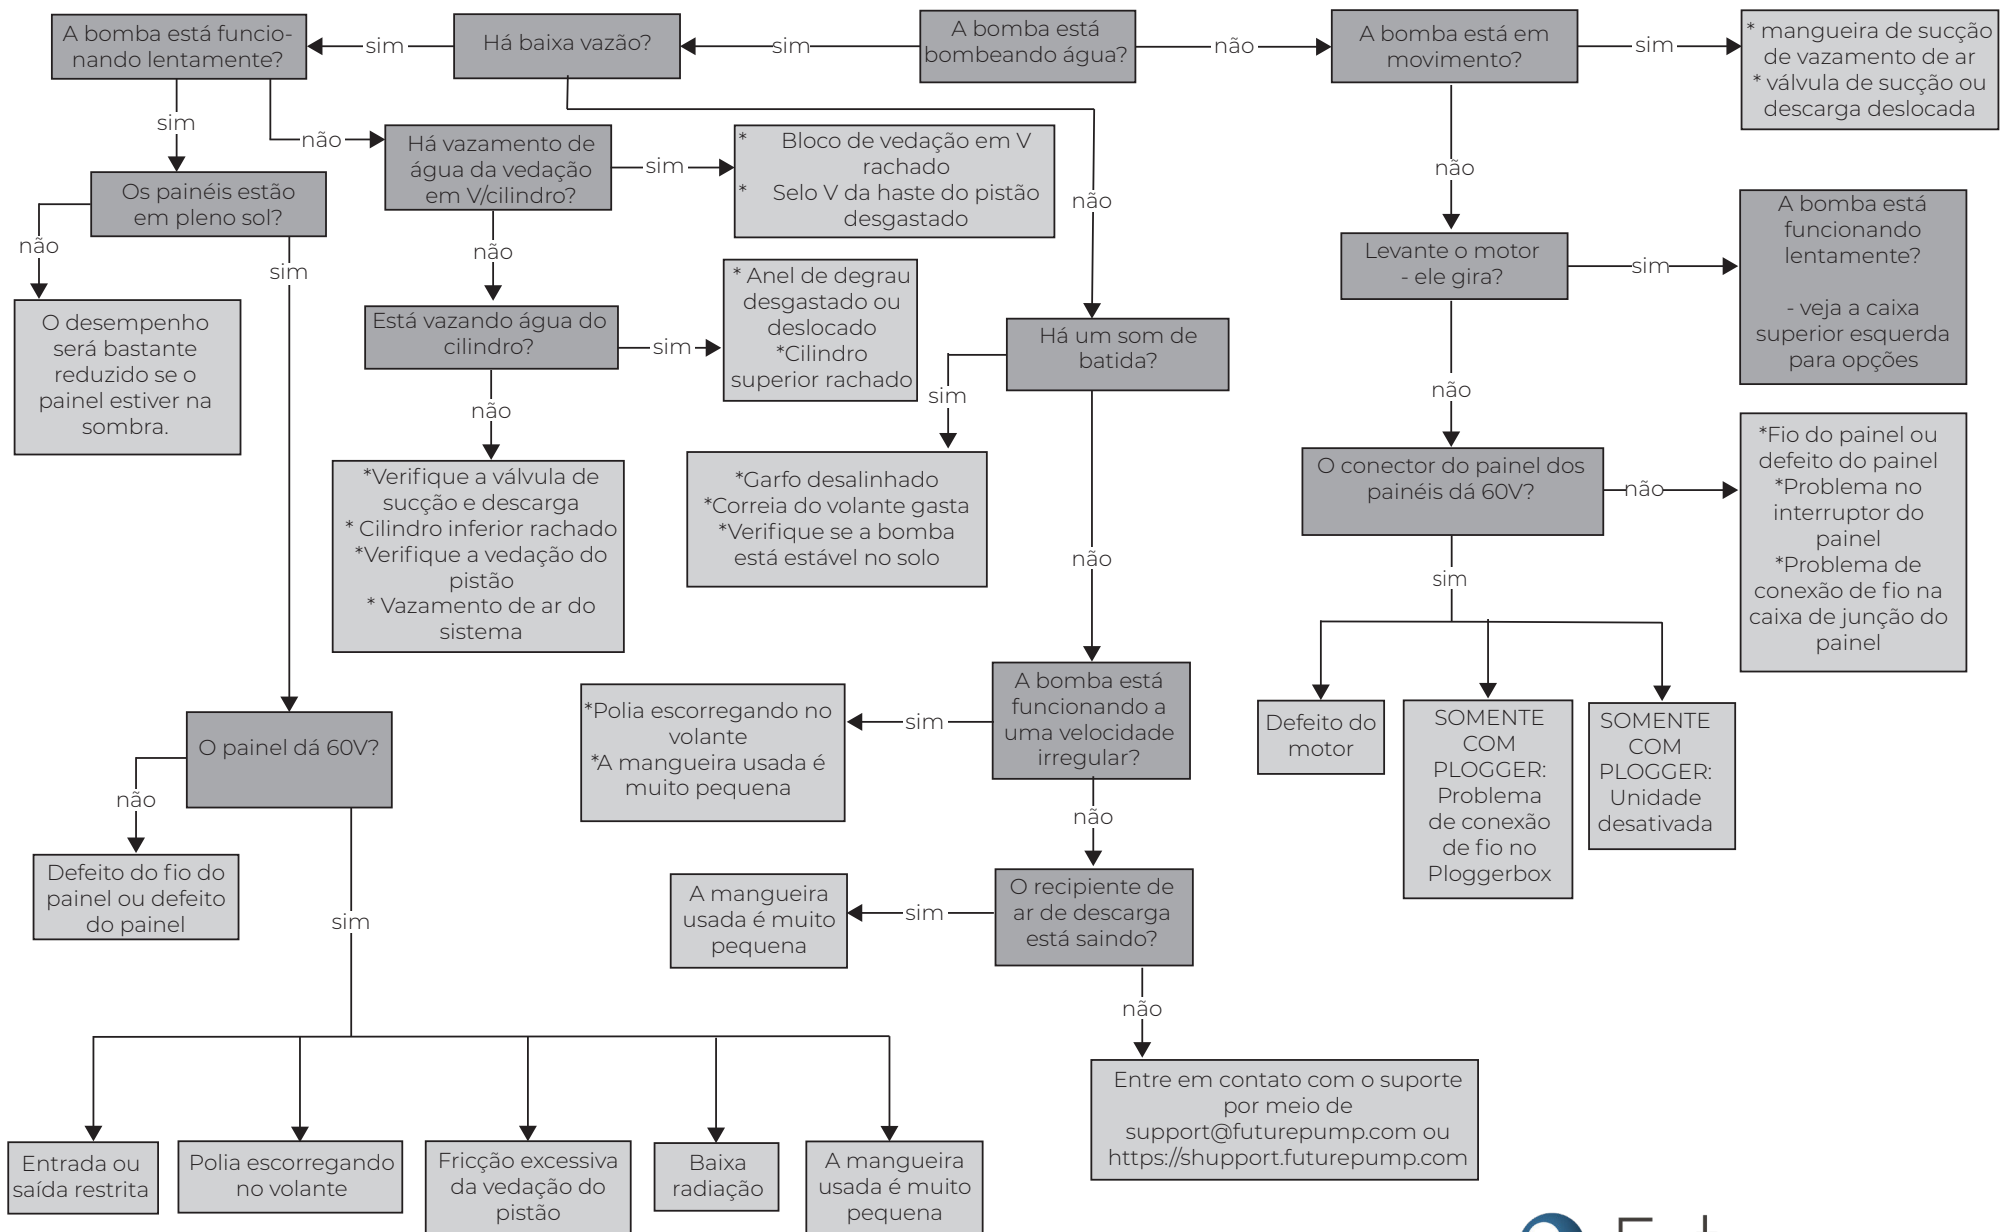 A bomba está funcio-
nando lentamente?
sim
Há baixa vazão?
sim
A bomba está
bombeando água?
não
A bomba está em
movimento?
sim
* mangueira de sucção
de vazamento de ar
* válvula de sucção ou
descarga deslocada
sim
não
Há vazamento de
água da vedação
em V/cilindro?
sim
* Bloco de vedação em V
rachado
* Selo V da haste do pistão
desgastado
não
não
Os painéis estão
em pleno sol?
não
sim
não
Levante o motor
- ele gira?
sim
A bomba está
funcionando
lentamente?
- veja a caixa
superior esquerda
para opções
O desempenho
será bastante
reduzido se o
painel estiver na
sombra.
Está vazando água do
cilindro?
sim
* Anel de degrau
desgastado ou
deslocado
*Cilindro
superior rachado
Há um som de
batida?
sim
não
não
*Verifique a válvula de
sucção e descarga
* Cilindro inferior rachado
*Verifique a vedação do
pistão
* Vazamento de ar do
sistema
*Garfo desalinhado
*Correia do volante gasta
*Verifique se a bomba
está estável no solo
não
O conector do painel dos
painéis dá 60V?
não
*Fio do painel ou
defeito do painel
*Problema no
interruptor do
painel
*Problema de
conexão de fio na
caixa de junção do
painel
sim
Defeito do
motor
SOMENTE
COM
PLOGGER:
Problema
de conexão
de fio no
Ploggerbox
SOMENTE
COM
PLOGGER:
Unidade
desativada
O painel dá 60V?
não
sim
Defeito do fio do
painel ou defeito
do painel
*Polia escorregando no
volante
*A mangueira usada é
muito pequena
sim
A bomba está
funcionando a
uma velocidade
irregular?
não
A mangueira
usada é muito
pequena
sim
O recipiente de
ar de descarga
está saindo?
não
Entre em contato com o suporte
por meio de
support@futurepump.com ou
https://shupport.futurepump.com
Entrada ou
saída restrita
Polia escorregando
no volante
Fricção excessiva
da vedação do
pistão
Baixa
radiação
A mangueira
usada é muito
pequena